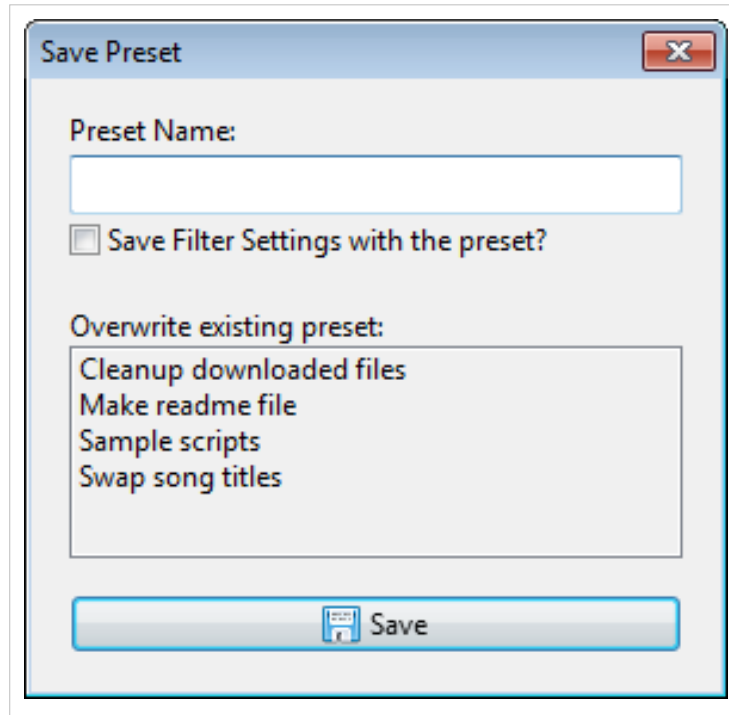 Save Preset
Preset Name:
Save Filter Settings with the preset?
Overwrite existing preset:
Cleanup downloaded files
Make readme file
Sample scripts
Swap song titles
Save